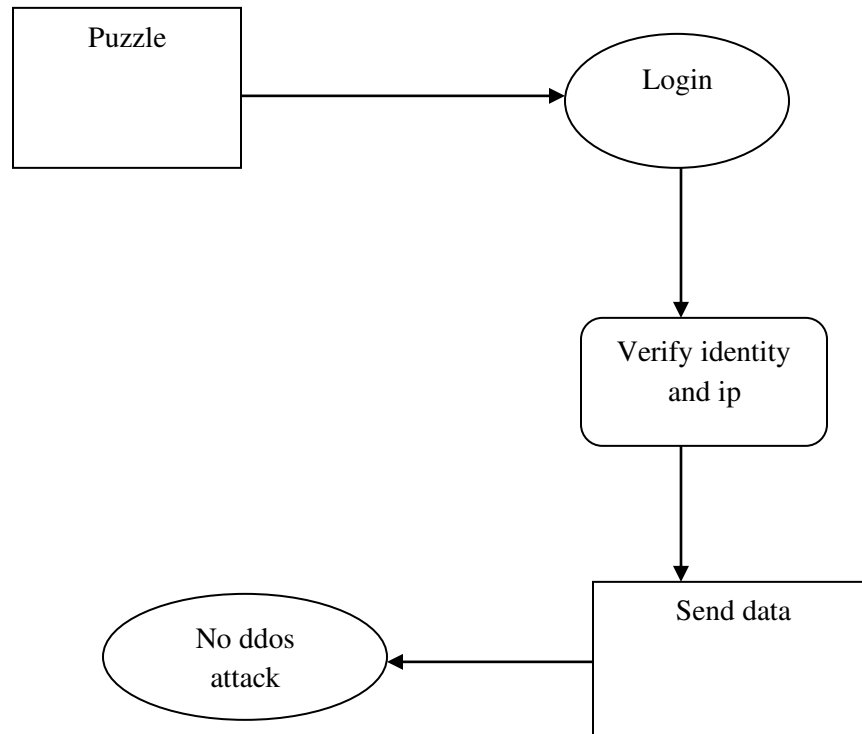 Puzzle
Login
Verify identity
and ip
Send data
No ddos
attack